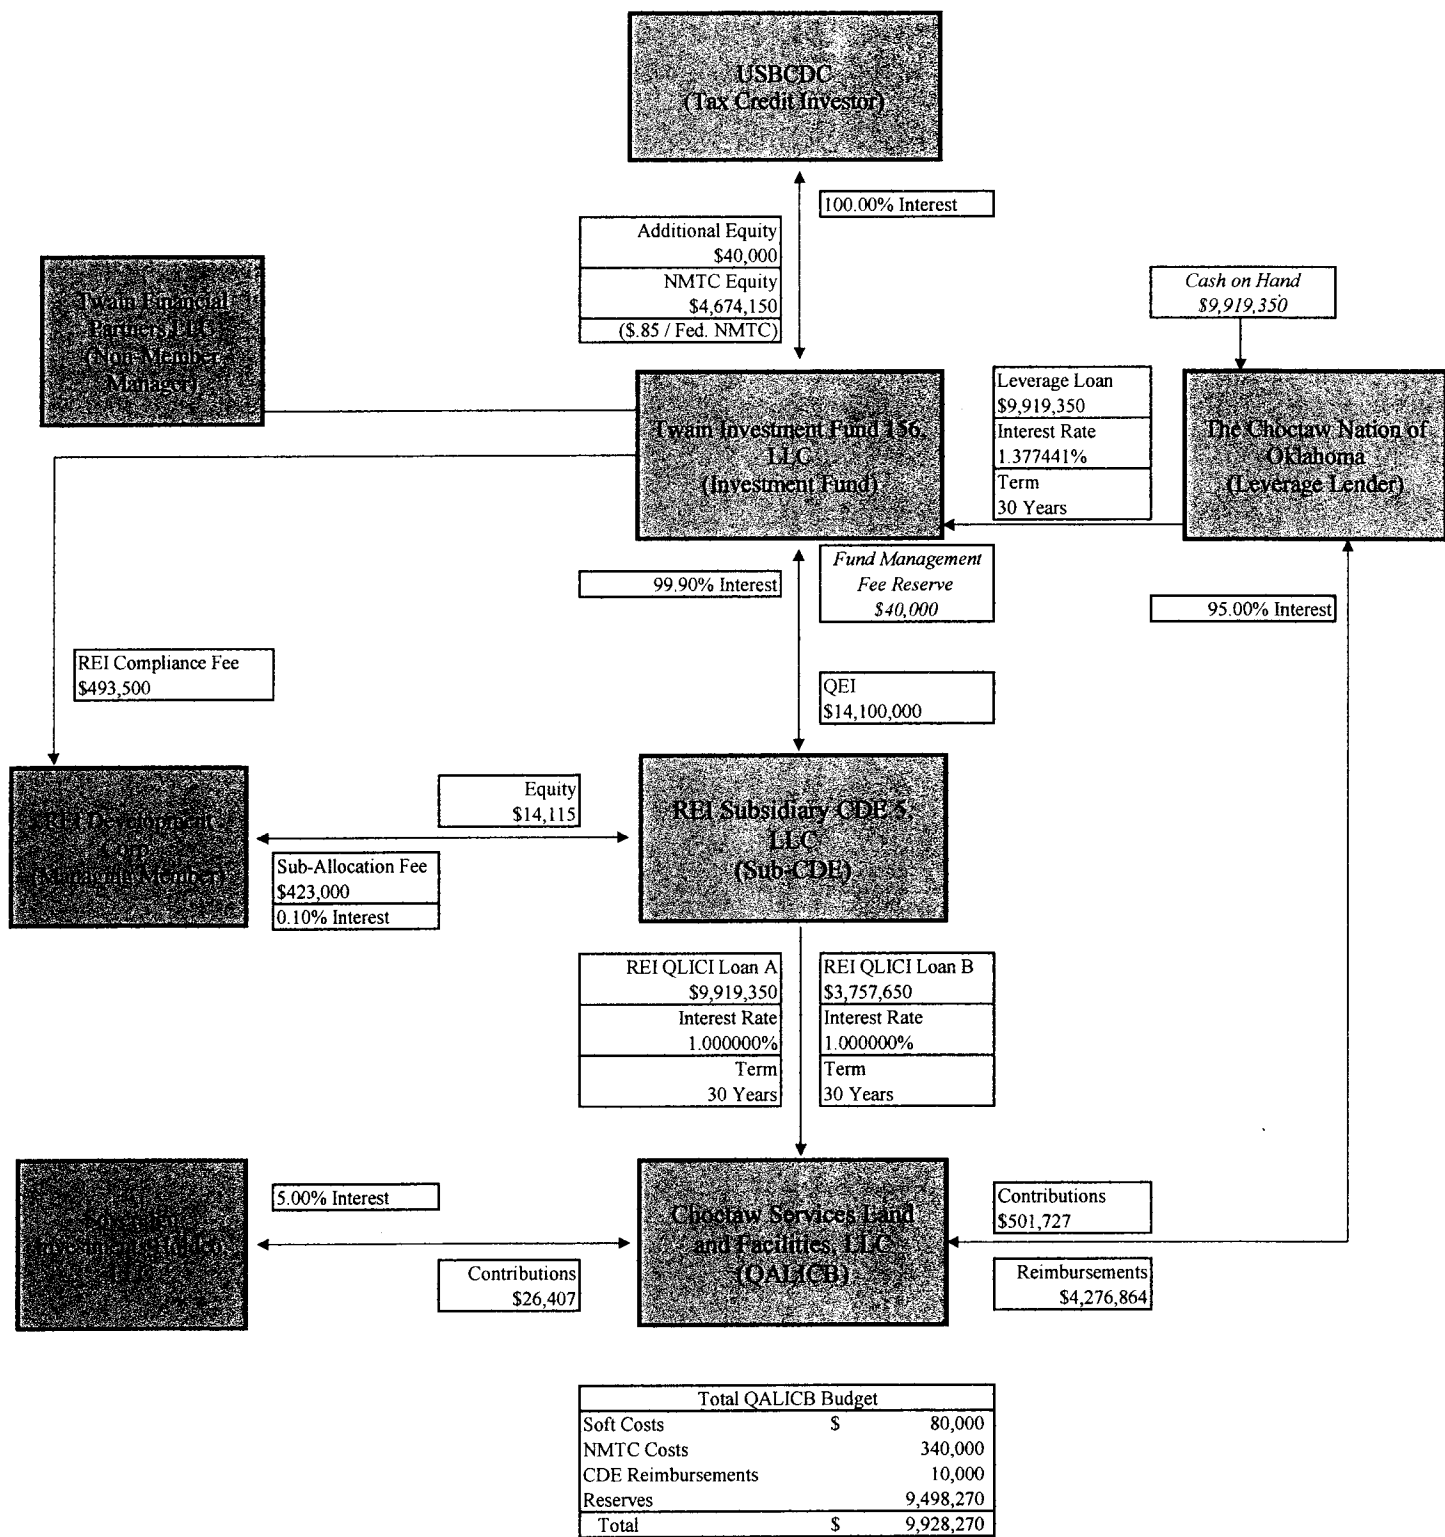 USBCDC
(Tax Credit Investor)
100.00% Interest
Additional Equity
$40,000
NMTC Equity
$4,674,150
($.85 / Fed. NMTC)
Twain Financial
Partners, LLC
(Non-Member
Manager)
Cash on Hand
$9,919,350
Twain Investment Fund 156,
LLC
(Investment Fund)
Leverage Loan
$9,919,350
Interest Rate
1.377441%
Term
30 Years
The Choctaw Nation of
Oklahoma
(Leverage Lender)
99.90% Interest
Fund Management
Fee Reserve
$40,000
95.00% Interest
REI Compliance Fee
$493,500
QEI
$14,100,000
Development
Corp
(Managing Member)
Equity
$14,115
Sub-Allocation Fee
$423,000
0.10% Interest
REI Subsidiary CDE 5,
LLC
(Sub-CDE)
REI QLICI Loan A
$9,919,350
Interest Rate
1.000000%
Term
30 Years
REI QLICI Loan B
$3,757,650
Interest Rate
1.000000%
Term
30 Years
Investment
5.00% Interest
Contributions
$26,407
Choctaw Services Land
and Facilities, LLC
(QALICB)
Contributions
$501,727
Reimbursements
$4,276,864
Total QALICB Budget
Soft Costs $ 80,000
NMTC Costs 340,000
CDE Reimbursements 10,000
Reserves 9,498,270
Total $ 9,928,270